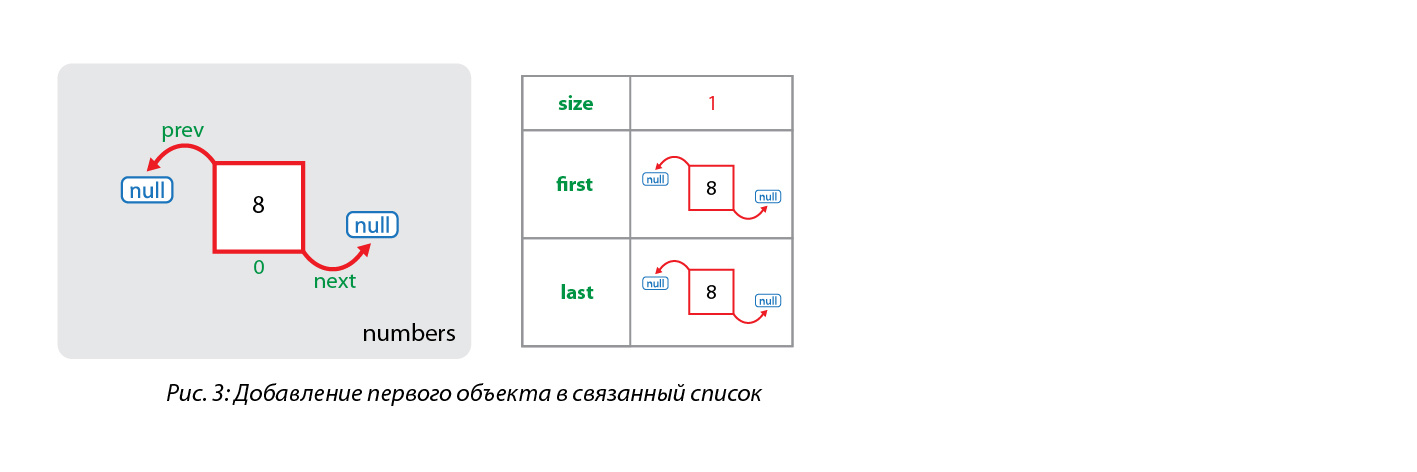 prev
null
8
null
0
next
numbers
size 1
first null 8 null
last null 8 null
Рис. 3: Добавление первого объекта в связанный список